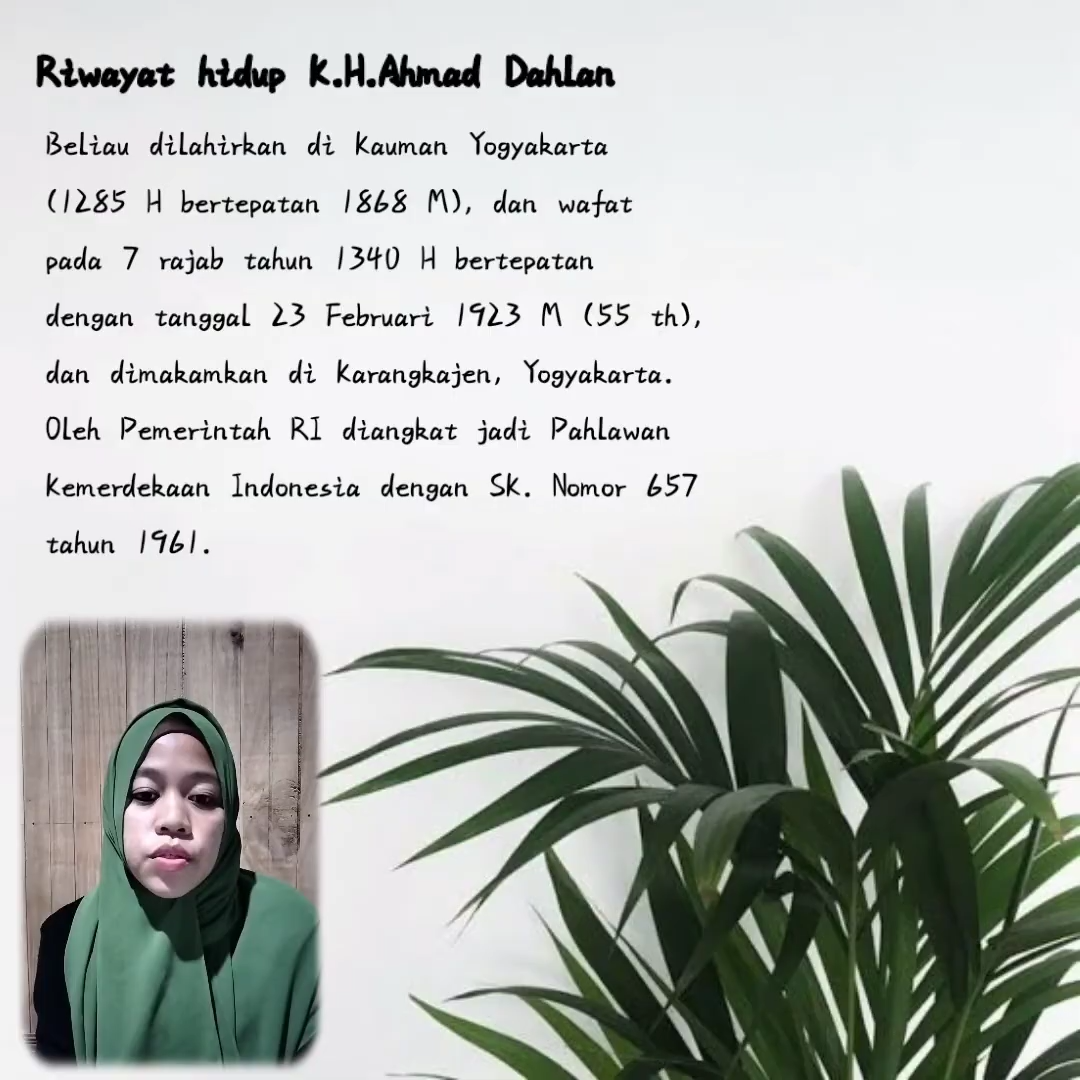 Riwayat hidup K.H.Ahmad Dahlan
Beliau dilahirkan di Kauman Yogyakarta
(1285 H bertepatan 1868 M), dan wafat
pada 7 rajab tahun 1340 H bertepatan
dengan tanggal 23 Februari 1923 M (55 th),
dan dimakamkan di Karangkajen, Yogyakarta.
Oleh Pemerintah RI diangkat jadi Pahlawan
Kemerdekaan Indonesia dengan SK. Nomor 657
tahun 1961.